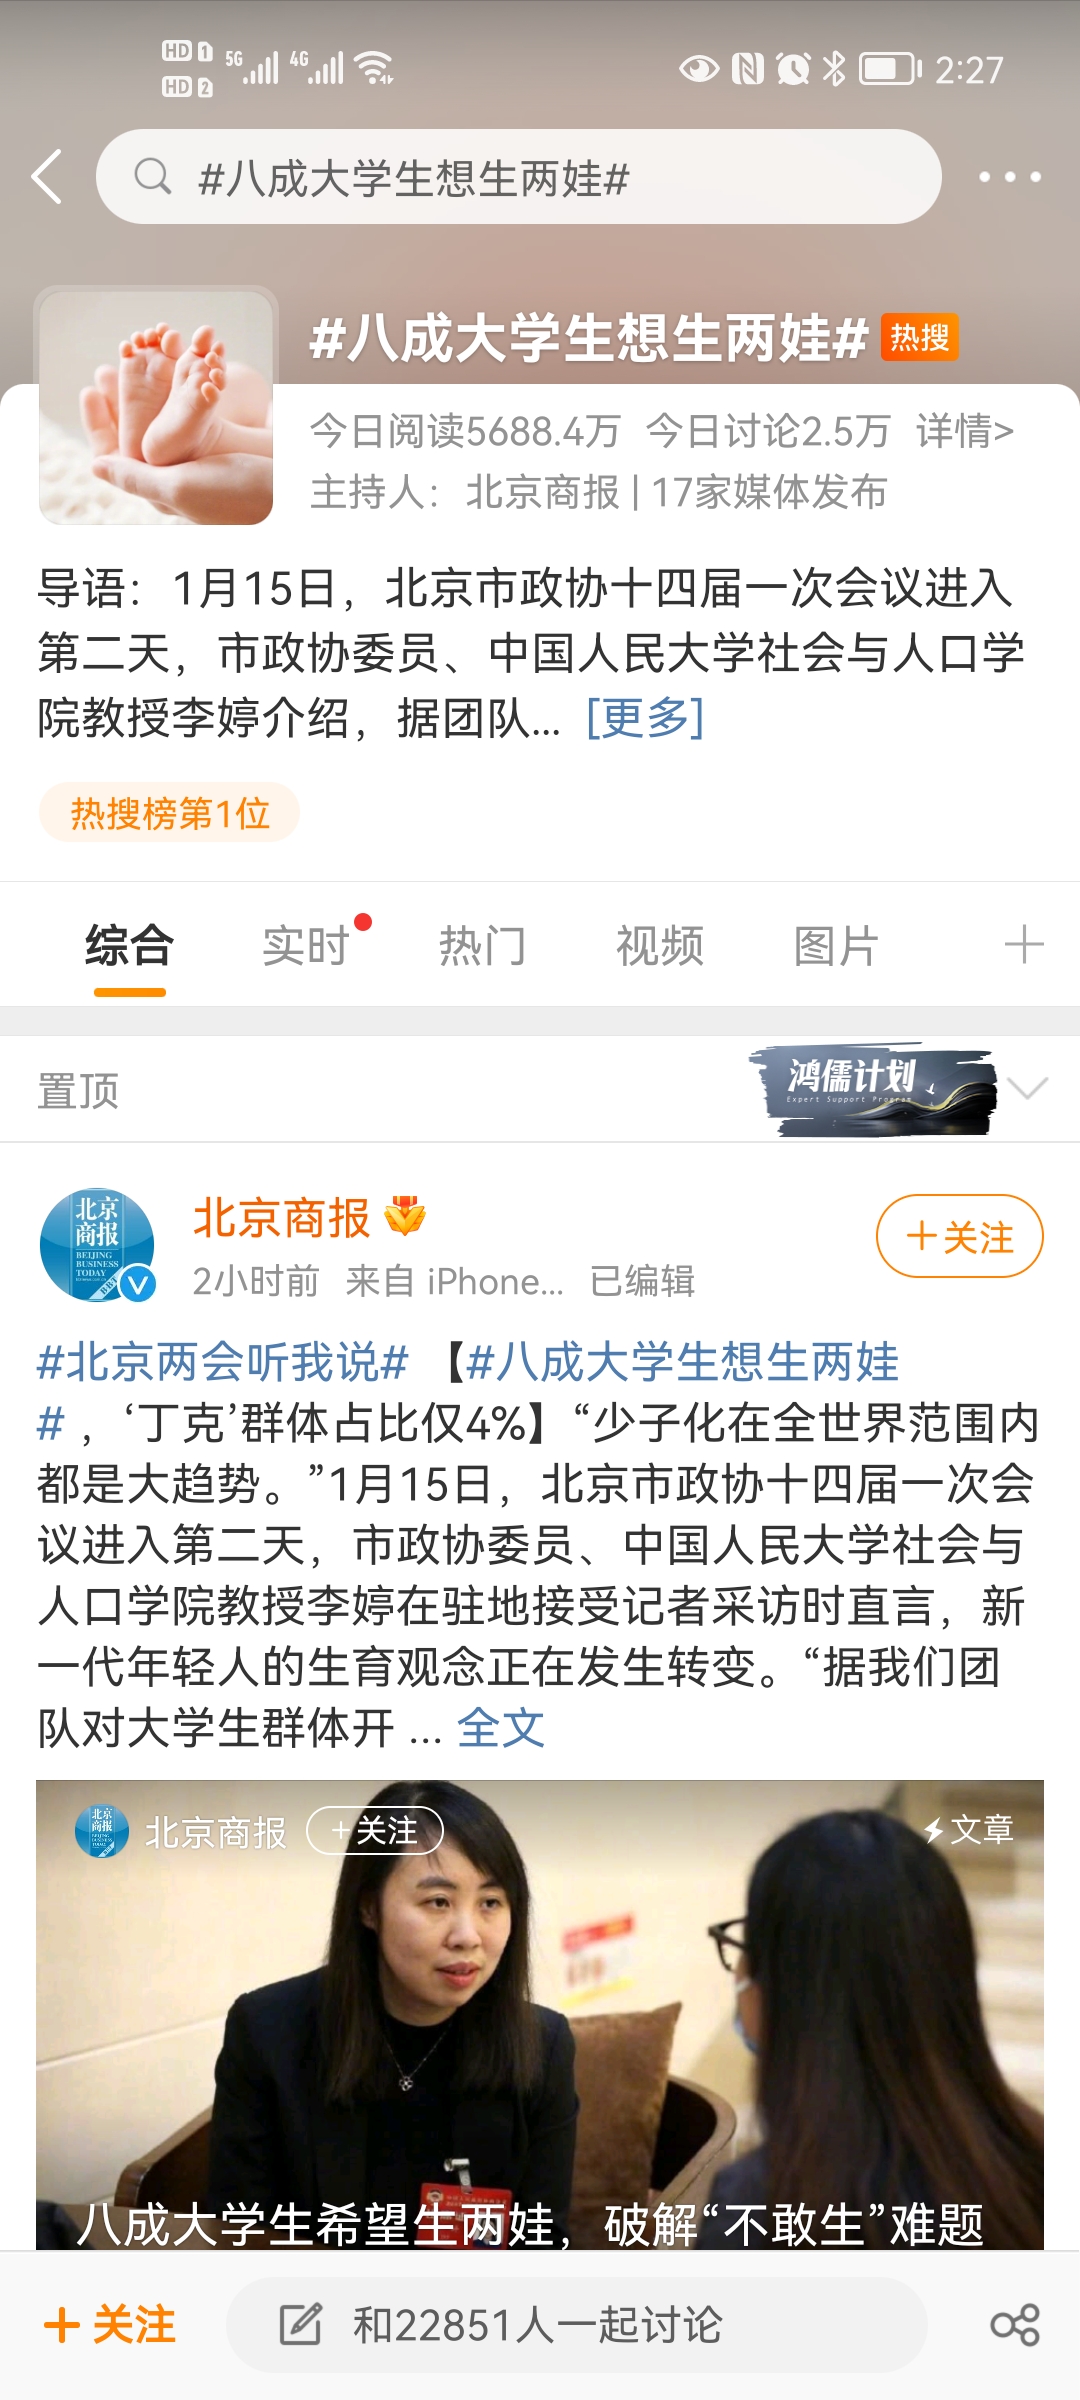 HD 1 5G 4G
HD 2
2:27
#八成大学生想生两娃#
#八成大学生想生两娃# 热搜
今日阅读5688.4万 今日讨论2.5万 详情>
主持人：北京商报 | 17家媒体发布
导语：1月15日，北京市政协十四届一次会议进入
第二天，市政协委员、中国人民大学社会与人口学
院教授李婷介绍，据团队... [更多]
热搜榜第1位
综合 实时 热门 视频 图片
置顶
鸿儒计划
Expert Support Program
北京
商报
BEIJING
BUSINESS
TODAY
北京商报
+关注
2小时前 来自 iPhone... 已编辑
#北京两会听我说# 【#八成大学生想生两娃
#，‘丁克’群体占比仅4%】“少子化在全世界范围内
都是大趋势。”1月15日，北京市政协十四届一次会
议进入第二天，市政协委员、中国人民大学社会与
人口学院教授李婷在驻地接受记者采访时直言，新
一代年轻人的生育观念正在发生转变。“据我们团
队对大学生群体开 ... 全文
北京
商报
北京商报 +关注
文章
八成大学生希望生两娃，破解“不敢生”难题
+ 关注
和22851人一起讨论